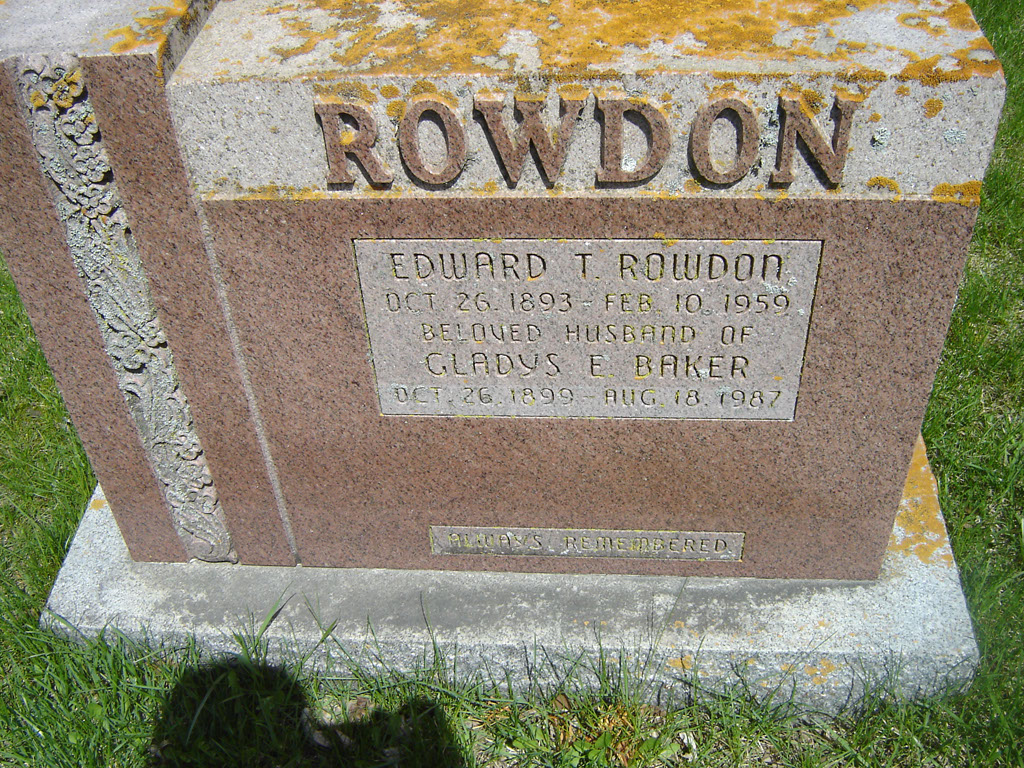 ROWDON
EDWARD T. ROWDON
OCT. 26. 1893 - FEB. 10. 1959
BELOVED HUSBAND OF
GLADYS E. BAKER
OCT. 26. 1899 - AUG. 18. 1987
ALWAYS REMEMBERED